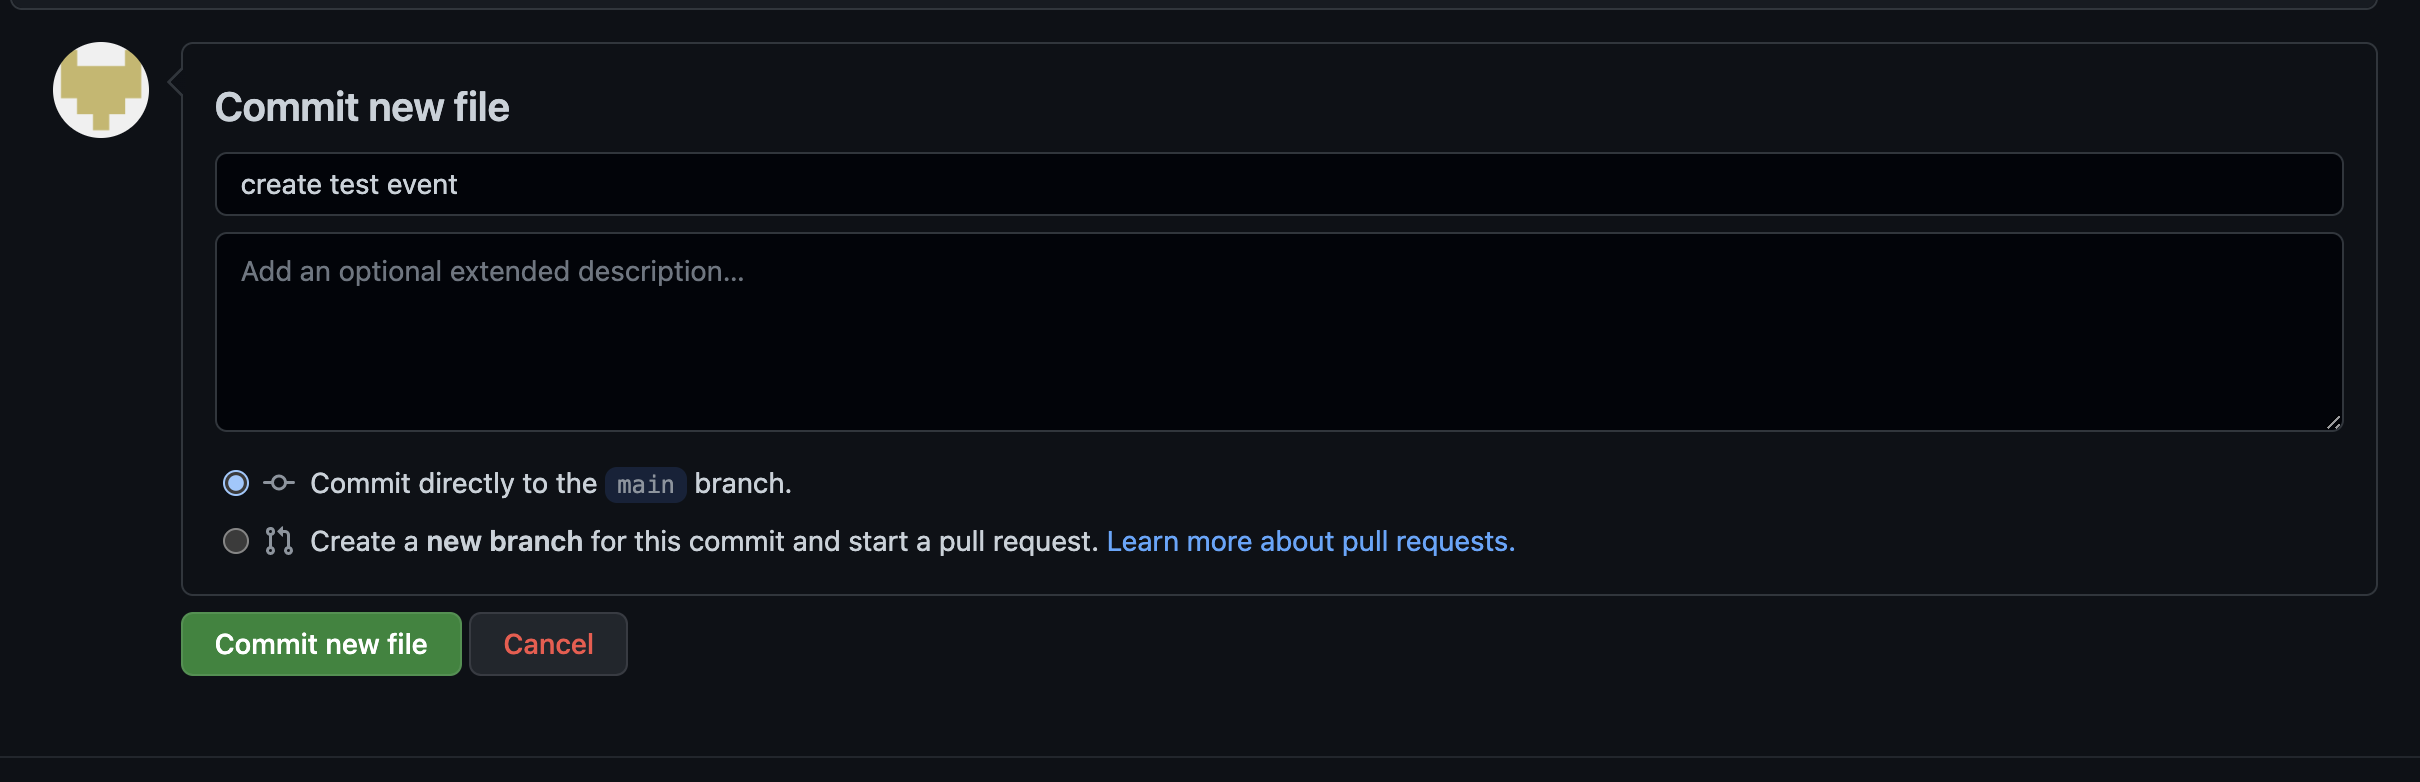 Commit new file
create test event
Add an optional extended description...
Commit directly to the main branch.
Create a new branch for this commit and start a pull request. Learn more about pull requests.
Commit new file
Cancel